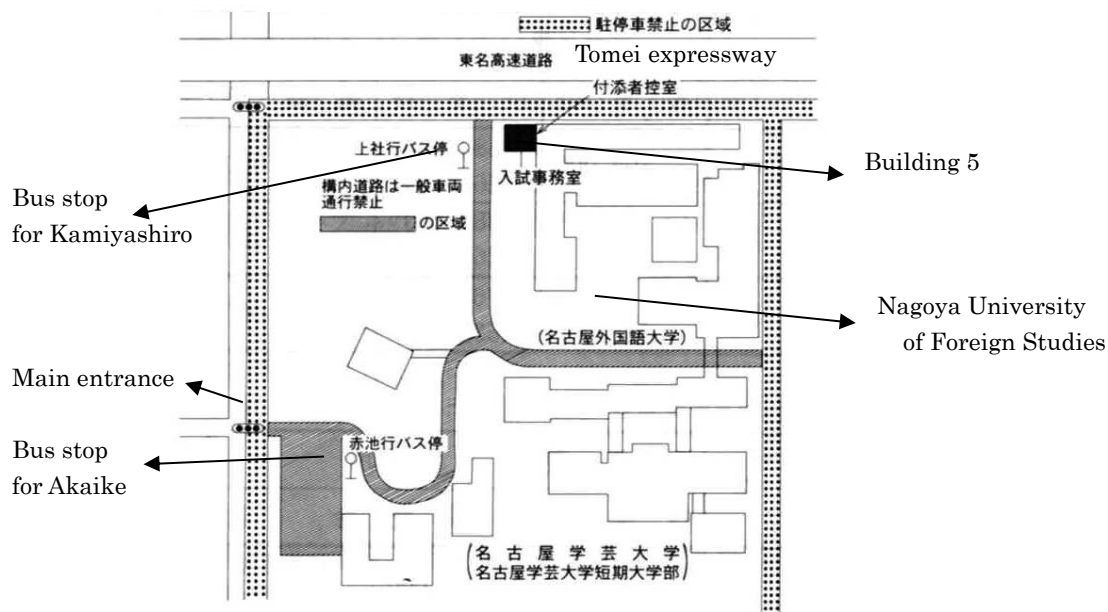 駐停車禁止の区域
東名高速道路
Tomei expressway
付添者控室
上社行バス停
入試事務室
Building 5
構内道路は一般車両
通行禁止
の区域
Bus stop
for Kamiyashiro
(名古屋外国語大学)
Nagoya University
of Foreign Studies
Main entrance
赤池行バス停
Bus stop
for Akaike
名古屋学芸大学
名古屋学芸大学短期大学部